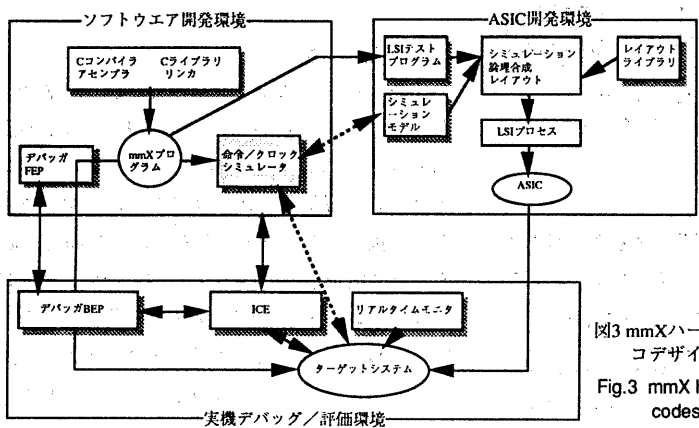 ソフトウエア開発環境
Cコンパイラ Cライブラリ
アセンブラ リンカ
mmXプロ
グラム
デバッガ
FEP
命令/クロック
シミュレータ
ASIC開発環境
LSIテスト
プログラム
シミュレーション
論理合成
レイアウト
レイアウト
ライブラリ
シミュレ
ーション
モデル
LSIプロセス
ASIC
デバッガBEP
ICE
リアルタイムモニタ
ターゲットシステム
実機デバッグ/評価環境
図3 mmXハー
コデザイ
Fig.3 mmX h
codes